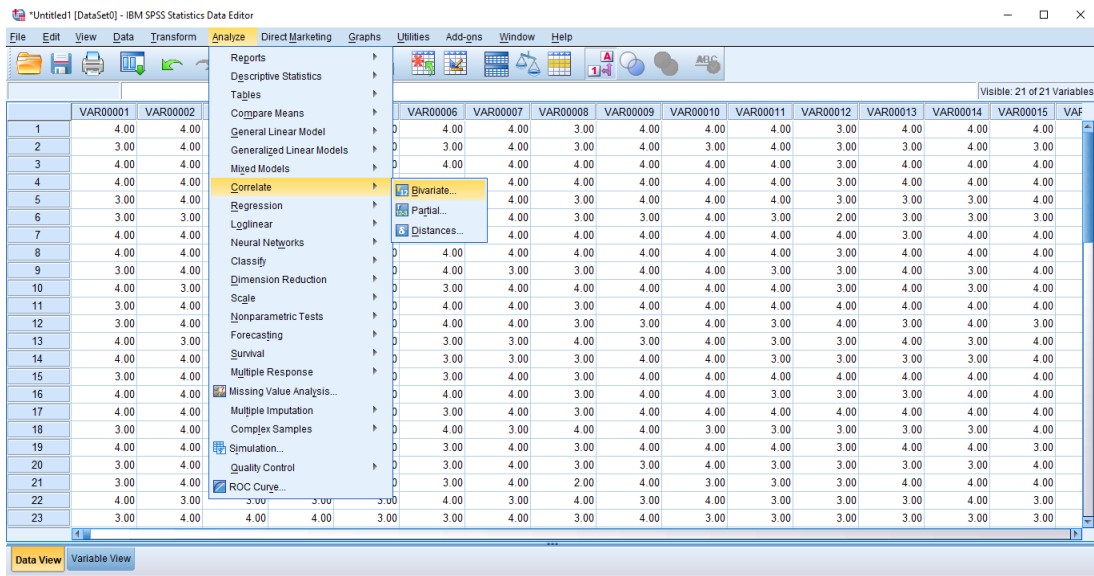 *Untitled1 [DataSet0] - IBM SPSS Statistics Data Editor
File Edit View Data Transform Analyze Direct Marketing Graphs Utilities Add-ons Window Help
Visible: 21 of 21 Variables
VAR00001 VAR00002 VAR00006 VAR00007 VAR00008 VAR00009 VAR00010 VAR00011 VAR00012 VAR00013 VAR00014 VAR00015 VAR
1 4.00 4.00 4.00 4.00 3.00 4.00 4.00 4.00 3.00 4.00 4.00 4.00
2 3.00 4.00 3.00 4.00 3.00 4.00 3.00 4.00 3.00 3.00 4.00 3.00
3 4.00 4.00 4.00 4.00 4.00 4.00 4.00 4.00 4.00 4.00 4.00 4.00
4 4.00 4.00 4.00 4.00 4.00 4.00 4.00 3.00 4.00 4.00 4.00
5 3.00 4.00 4.00 3.00 4.00 4.00 4.00 3.00 4.00 3.00 4.00
6 3.00 3.00 4.00 3.00 3.00 4.00 3.00 2.00 3.00 3.00 3.00
7 4.00 4.00 4.00 4.00 4.00 3.00 4.00 4.00 3.00 4.00 4.00
8 4.00 4.00 4.00 4.00 4.00 4.00 4.00 4.00 4.00 4.00 4.00 4.00
9 3.00 4.00 4.00 3.00 3.00 4.00 4.00 3.00 3.00 4.00 3.00 4.00
10 4.00 3.00 3.00 4.00 4.00 4.00 4.00 4.00 3.00 4.00 3.00 4.00
11 3.00 4.00 4.00 4.00 3.00 4.00 4.00 3.00 4.00 4.00 4.00 3.00
12 3.00 4.00 4.00 4.00 3.00 3.00 4.00 3.00 4.00 3.00 4.00 3.00
13 4.00 3.00 3.00 3.00 4.00 3.00 4.00 4.00 3.00 3.00 4.00 3.00
14 4.00 4.00 3.00 3.00 3.00 4.00 3.00 4.00 3.00 3.00 3.00 4.00
15 3.00 4.00 3.00 4.00 3.00 4.00 4.00 4.00 4.00 4.00 4.00 3.00
16 4.00 4.00 4.00 4.00 3.00 4.00 4.00 3.00 4.00 4.00 4.00 4.00
17 4.00 4.00 3.00 4.00 3.00 4.00 4.00 3.00 4.00 4.00 4.00 4.00
18 3.00 4.00 4.00 3.00 4.00 4.00 3.00 4.00 3.00 3.00 3.00 4.00
19 4.00 4.00 4.00 4.00 3.00 3.00 4.00 3.00 4.00 4.00 4.00 3.00
20 3.00 4.00 3.00 4.00 3.00 4.00 3.00 3.00 3.00 4.00 4.00 4.00
21 3.00 4.00 3.00 4.00 2.00 4.00 4.00 3.00 3.00 3.00 3.00 4.00
22 4.00 3.00 3.00 3.00 3.00 4.00 3.00 4.00 3.00 4.00 3.00 4.00 3.00 4.00 3.00
23 3.00 4.00 4.00 4.00 3.00 3.00 4.00 3.00 4.00 3.00 3.00 3.00 3.00 3.00 3.00
Reports
Descriptive Statistics
Tables
Compare Means
General Linear Model
Generalized Linear Models
Mixed Models
Correlate
Regression
Loglinear
Neural Networks
Classify
Dimension Reduction
Scale
Nonparametric Tests
Forecasting
Survival
Multiple Response
Missing Value Analysis...
Multiple Imputation
Complex Samples
Simulation...
Quality Control
ROC Curve...
Bivariate...
Partial...
Distances...
Data View Variable View